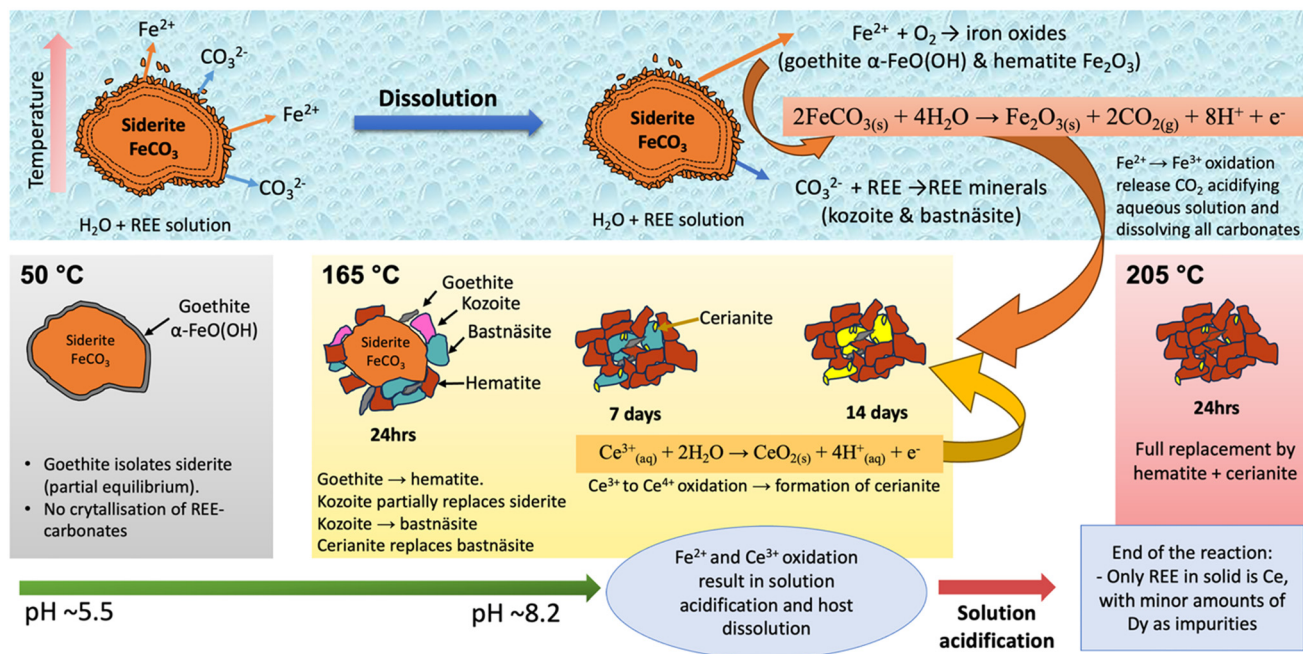 Temperature
Fe²⁺
CO₃²⁻
Siderite
FeCO₃
Fe²⁺
CO₃²⁻
H₂O + REE solution
Dissolution
Siderite
FeCO₃
H₂O + REE solution
Fe²⁺ + O₂ → iron oxides
(goethite α-FeO(OH) & hematite Fe₂O₃)
2FeCO₃₍ₛ₎ + 4H₂O → Fe₂O₃₍ₛ₎ + 2CO₂₍g₎ + 8H⁺ + e⁻
CO₃²⁻ + REE →REE minerals
(kozoite & bastnäsite)
Fe²⁺ → Fe³⁺ oxidation
release CO₂ acidifying
aqueous solution and
dissolving all carbonates
50 °C
Goethite
α-FeO(OH)
Siderite
FeCO₃
• Goethite isolates siderite
(partial equilibrium).
• No crytallisation of REE-
carbonates
165 °C
Goethite
Kozoite
Bastnäsite
Siderite
FeCO₃
Hematite
24hrs
Cerianite
7 days
14 days
Goethite → hematite.
Kozoite partially replaces siderite
Kozoite → bastnäsite
Cerianite replaces bastnäsite
Ce³⁺₍aq₎ + 2H₂O → CeO₂₍ₛ₎ + 4H⁺₍aq₎ + e⁻
Ce³⁺ to Ce⁴⁺ oxidation → formation of cerianite
205 °C
24hrs
Full replacement by
hematite + cerianite
pH ~5.5
pH ~8.2
Fe²⁺ and Ce³⁺ oxidation
result in solution
acidification and host
dissolution
Solution
acidification
End of the reaction:
- Only REE in solid is Ce,
with minor amounts of
Dy as impurities